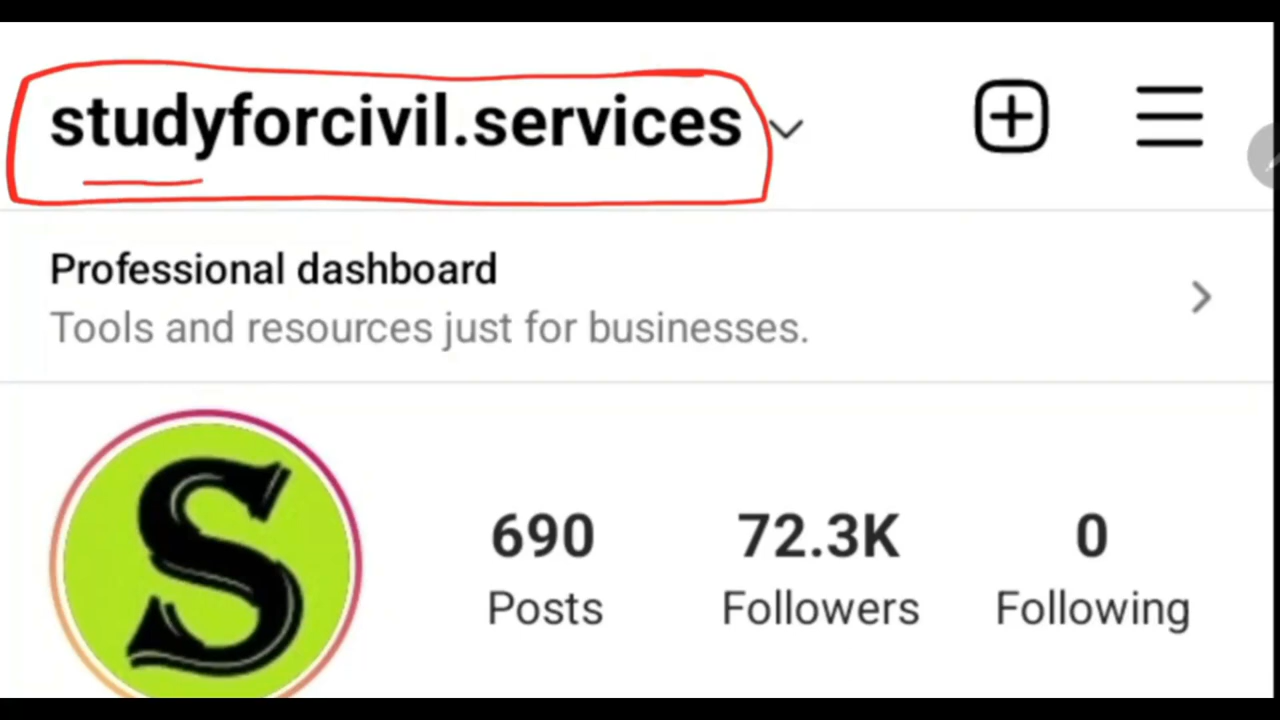 studyforcivil.services
Professional dashboard
Tools and resources just for businesses.
S
690 72.3K 0
Posts Followers Following